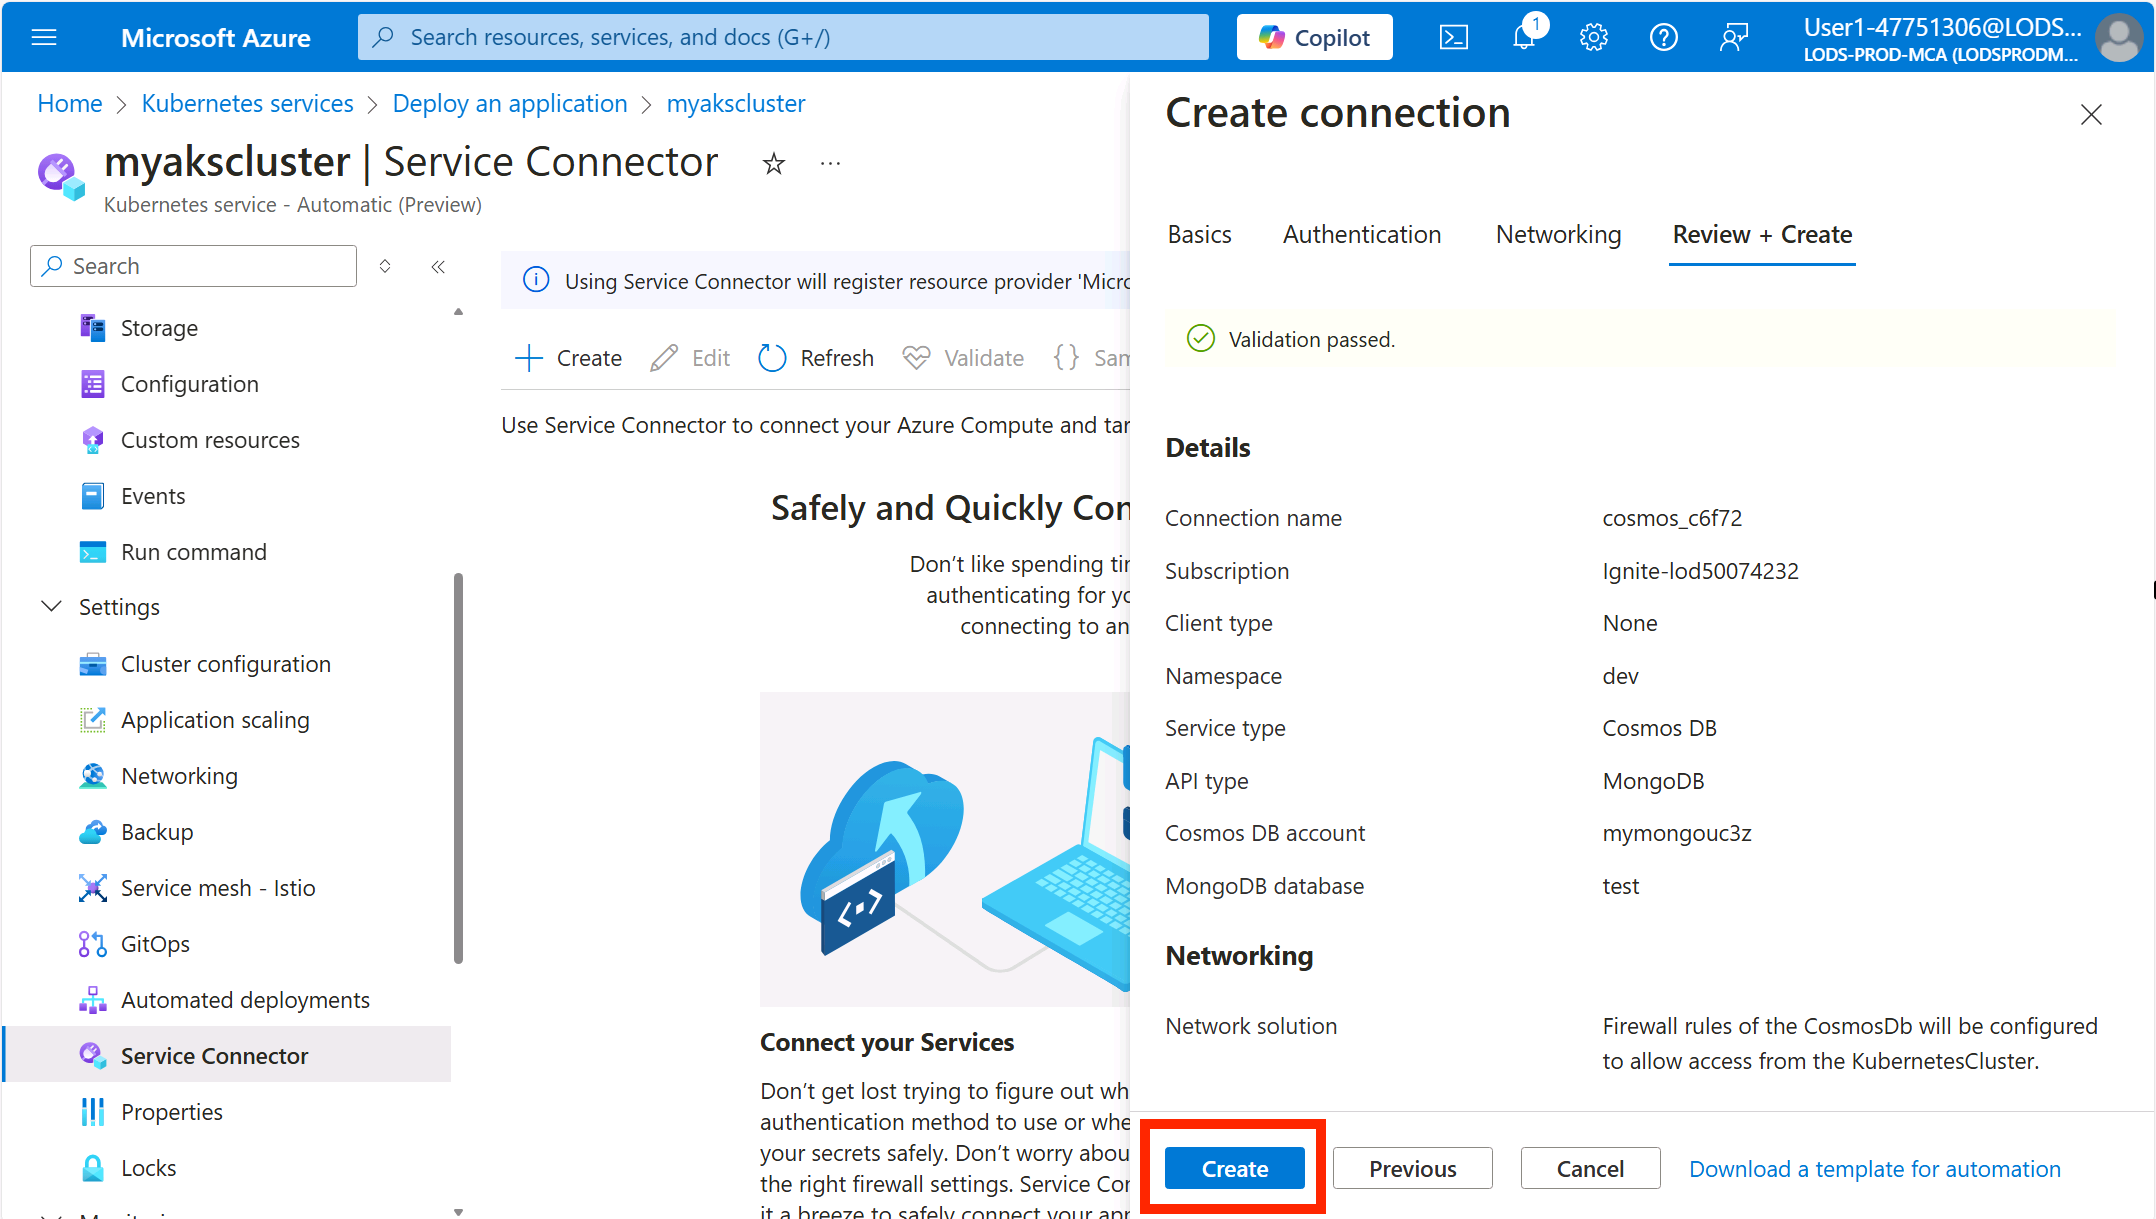 Microsoft Azure
Search resources, services, and docs (G+/)
Copilot
1
User1-47751306@LODS...
LODS-PROD-MCA (LODSPRODM...
Home > Kubernetes services > Deploy an application > myakscluster
myakscluster | Service Connector
...
Kubernetes service - Automatic (Preview)
Search
Storage
Configuration
Custom resources
Events
Run command
Settings
Cluster configuration
Application scaling
Networking
Backup
Service mesh - Istio
GitOps
Automated deployments
Service Connector
Properties
Locks
Using Service Connector will register resource provider 'Micro
Create Edit Refresh Validate Sam
Use Service Connector to connect your Azure Compute and tar
Safely and Quickly Con
Don't like spending tin
authenticating for yo
connecting to an
Connect your Services
Don't get lost trying to figure out wh
authentication method to use or whe
your secrets safely. Don't worry abou
the right firewall settings. Service Cor
it a breeze to safely connect your app
Create connection
Basics Authentication Networking Review + Create
Validation passed.
Details
Connection name cosmos_c6f72
Subscription Ignite-lod50074232
Client type None
Namespace dev
Service type Cosmos DB
API type MongoDB
Cosmos DB account mymongouc3z
MongoDB database test
Networking
Network solution Firewall rules of the CosmosDb will be configured
to allow access from the KubernetesCluster.
Create Previous Cancel Download a template for automation